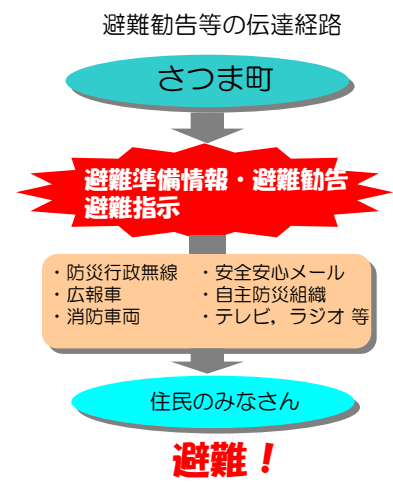 避難勧告等の伝達経路
さつま町
避難準備情報・避難勧告
避難指示
・防災行政無線 ・安全安心メール
・広報車 ・自主防災組織
・消防車両 ・テレビ，ラジオ 等
住民のみなさん
避難！